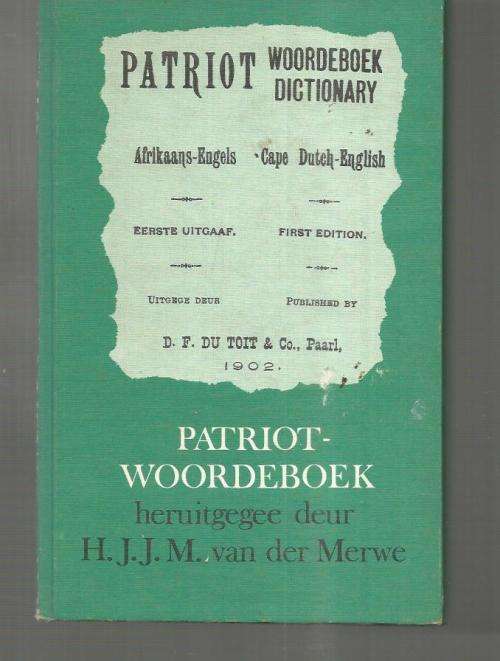 PATRIOT WOORDEBOEK
DICTIONARY
Afrikaans-Engels Cape Dutch-English
EERSTE UITGAAF. FIRST EDITION.
UITGEGE DEUR PUBLISHED BY
D. F. DU TOIT & Co., Paarl,
1902.
PATRIOT-
WOORDEBOEK
heruitgegee deur
H. J. J. M. van der Merwe